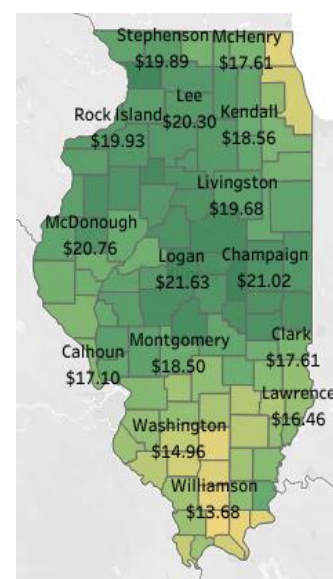 Stephenson McHenry
$19.89 $17.61
Lee
Rock Island $20.30 Kendall
$19.93 $18.56
Livingston
$19.68
McDonough
$20.76
Logan Champaign
$21.63 $21.02
Clark
Calhoun Montgomery $17.61
$17.10 $18.50
Lawrence
Washington $16.46
$14.96
Williamson
$13.68